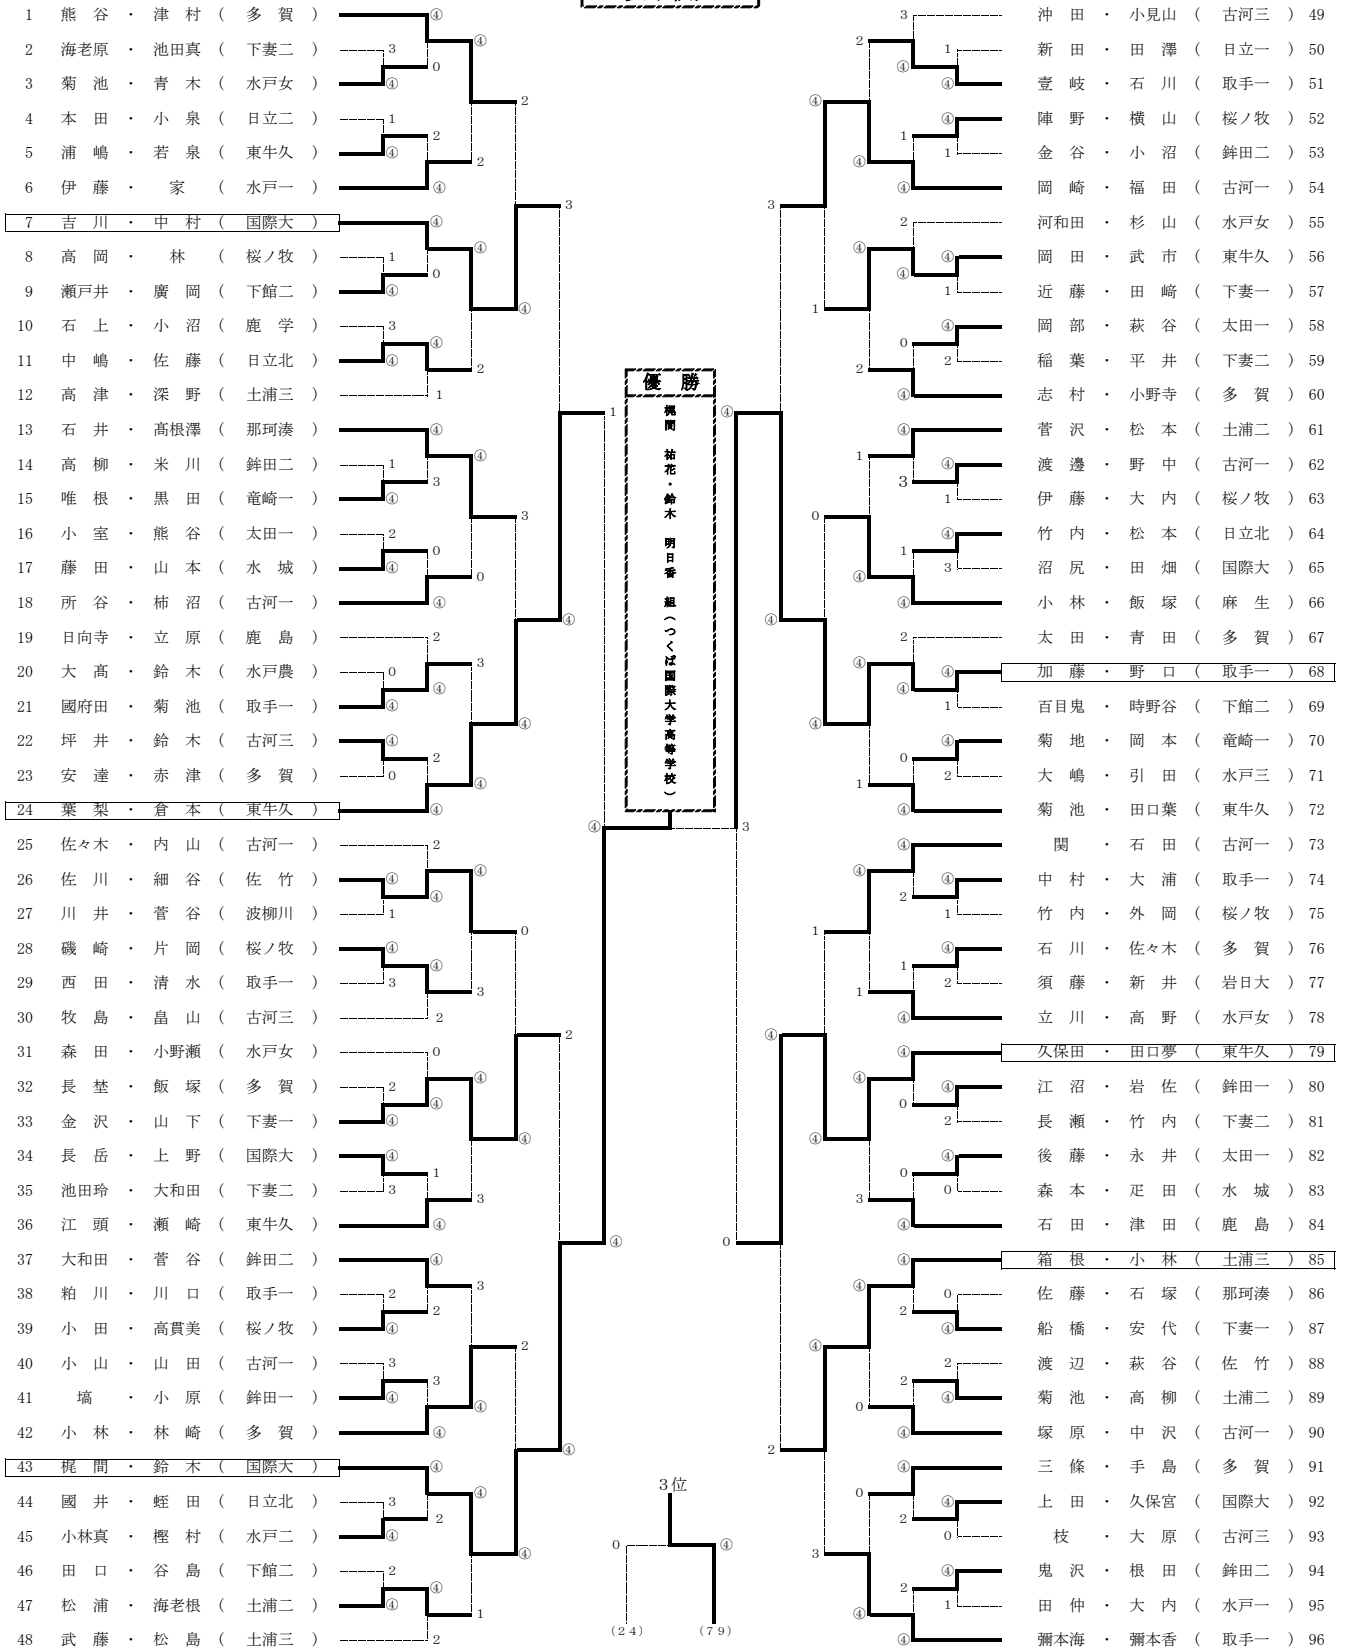 1 熊 谷 ・ 津 村 ( 多 賀 )
2 海老原 ・ 池田真 ( 下妻二 )
3 菊 池 ・ 青 木 ( 水戸女 )
4 本 田 ・ 小 泉 ( 日立二 )
5 浦 嶋 ・ 若 泉 ( 東牛久 )
6 伊 藤 ・ 家 ( 水戸一 )
7 吉 川 ・ 中 村 ( 国際大 )
8 高 岡 ・ 林 ( 桜ノ牧 )
9 瀬戸井 ・ 廣 岡 ( 下館二 )
10 石 上 ・ 小 沼 ( 鹿 学 )
11 中 嶋 ・ 佐 藤 ( 日立北 )
12 高 津 ・ 深 野 ( 土浦三 )
13 石 井 ・ 髙根澤 ( 那珂湊 )
14 高 柳 ・ 米 川 ( 鉾田二 )
15 唯 根 ・ 黒 田 ( 竜崎一 )
16 小 室 ・ 熊 谷 ( 太田一 )
17 藤 田 ・ 山 本 ( 水 城 )
18 所 谷 ・ 柿 沼 ( 古河一 )
19 日向寺 ・ 立 原 ( 鹿 島 )
20 大 髙 ・ 鈴 木 ( 水戸農 )
21 國府田 ・ 菊 池 ( 取手一 )
22 坪 井 ・ 鈴 木 ( 古河三 )
23 安 達 ・ 赤 津 ( 多 賀 )
24 葉 梨 ・ 倉 本 ( 東牛久 )
25 佐々木 ・ 内 山 ( 古河一 )
26 佐 川 ・ 細 谷 ( 佐 竹 )
27 川 井 ・ 菅 谷 ( 波柳川 )
28 磯 崎 ・ 片 岡 ( 桜ノ牧 )
29 西 田 ・ 清 水 ( 取手一 )
30 牧 島 ・ 畠 山 ( 古河三 )
31 森 田 ・ 小野瀬 ( 水戸女 )
32 長 埜 ・ 飯 塚 ( 多 賀 )
33 金 沢 ・ 山 下 ( 下妻一 )
34 長 岳 ・ 上 野 ( 国際大 )
35 池田玲 ・ 大和田 ( 下妻二 )
36 江 頭 ・ 瀬 崎 ( 東牛久 )
37 大和田 ・ 菅 谷 ( 鉾田二 )
38 粕 川 ・ 川 口 ( 取手一 )
39 小 田 ・ 高貫美 ( 桜ノ牧 )
40 小 山 ・ 山 田 ( 古河一 )
41 塙 ・ 小 原 ( 鉾田一 )
42 小 林 ・ 林 崎 ( 多 賀 )
43 梶 間 ・ 鈴 木 ( 国際大 )
44 國 井 ・ 蛭 田 ( 日立北 )
45 小林真 ・ 樫 村 ( 水戸二 )
46 田 口 ・ 谷 島 ( 下館二 )
47 松 浦 ・ 海老根 ( 土浦二 )
48 武 藤 ・ 松 島 ( 土浦三 )
優 勝
梶間 祐花・鈴木 明日香 組(つくば国際大学高等学校)
3位
0 ④
(24) (79)
沖 田 ・ 小見山 ( 古河三 ) 49
新 田 ・ 田 澤 ( 日立一 ) 50
壹 岐 ・ 石 川 ( 取手一 ) 51
陣 野 ・ 横 山 ( 桜ノ牧 ) 52
金 谷 ・ 小 沼 ( 鉾田二 ) 53
岡 崎 ・ 福 田 ( 古河一 ) 54
河和田 ・ 杉 山 ( 水戸女 ) 55
岡 田 ・ 武 市 ( 東牛久 ) 56
近 藤 ・ 田 﨑 ( 下妻一 ) 57
岡 部 ・ 萩 谷 ( 太田一 ) 58
稲 葉 ・ 平 井 ( 下妻二 ) 59
志 村 ・ 小野寺 ( 多 賀 ) 60
菅 沢 ・ 松 本 ( 土浦二 ) 61
渡 邊 ・ 野 中 ( 古河一 ) 62
伊 藤 ・ 大 内 ( 桜ノ牧 ) 63
竹 内 ・ 松 本 ( 日立北 ) 64
沼 尻 ・ 田 畑 ( 国際大 ) 65
小 林 ・ 飯 塚 ( 麻 生 ) 66
太 田 ・ 青 田 ( 多 賀 ) 67
加 藤 ・ 野 口 ( 取手一 ) 68
百目鬼 ・ 時野谷 ( 下館二 ) 69
菊 地 ・ 岡 本 ( 竜崎一 ) 70
大 嶋 ・ 引 田 ( 水戸三 ) 71
菊 池 ・ 田口葉 ( 東牛久 ) 72
関 ・ 石 田 ( 古河一 ) 73
中 村 ・ 大 浦 ( 取手一 ) 74
竹 内 ・ 外 岡 ( 桜ノ牧 ) 75
石 川 ・ 佐々木 ( 多 賀 ) 76
須 藤 ・ 新 井 ( 岩日大 ) 77
立 川 ・ 高 野 ( 水戸女 ) 78
久保田 ・ 田口夢 ( 東牛久 ) 79
江 沼 ・ 岩 佐 ( 鉾田一 ) 80
長 瀬 ・ 竹 内 ( 下妻二 ) 81
後 藤 ・ 永 井 ( 太田一 ) 82
森 本 ・ 疋 田 ( 水 城 ) 83
石 田 ・ 津 田 ( 鹿 島 ) 84
箱 根 ・ 小 林 ( 土浦三 ) 85
佐 藤 ・ 石 塚 ( 那珂湊 ) 86
船 橋 ・ 安 代 ( 下妻一 ) 87
渡 辺 ・ 萩 谷 ( 佐 竹 ) 88
菊 池 ・ 高 柳 ( 土浦二 ) 89
塚 原 ・ 中 沢 ( 古河一 ) 90
三 條 ・ 手 島 ( 多 賀 ) 91
上 田 ・ 久保宮 ( 国際大 ) 92
枝 ・ 大 原 ( 古河三 ) 93
鬼 沢 ・ 根 田 ( 鉾田二 ) 94
田 仲 ・ 大 内 ( 水戸一 ) 95
彌本海 ・ 彌本香 ( 取手一 ) 96